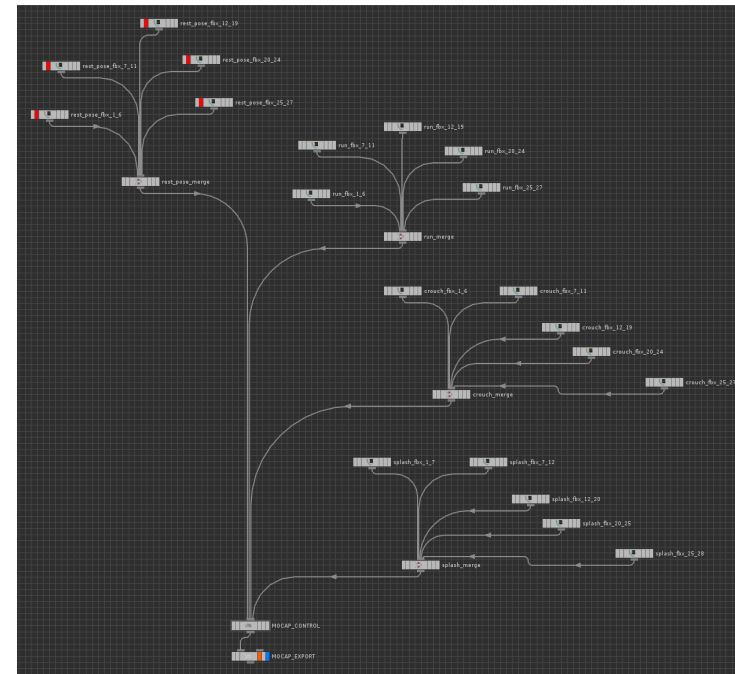 rest_pose_fbx_12_19
rest_pose_fbx_7_11
rest_pose_fbx_20_24
rest_pose_fbx_25_27
rest_pose_fbx_1_6
rest_pose_merge
run_fbx_12_19
run_fbx_7_11
run_fbx_20_24
run_fbx_25_27
run_fbx_1_6
run_merge
crouch_fbx_1_6
crouch_fbx_7_11
crouch_fbx_12_19
crouch_fbx_20_24
crouch_fbx_25_27
crouch_merge
splash_fbx_1_7
splash_fbx_7_12
splash_fbx_12_20
splash_fbx_20_25
splash_fbx_25_28
splash_merge
MOCAP_CONTROL
MOCAP_EXPORT